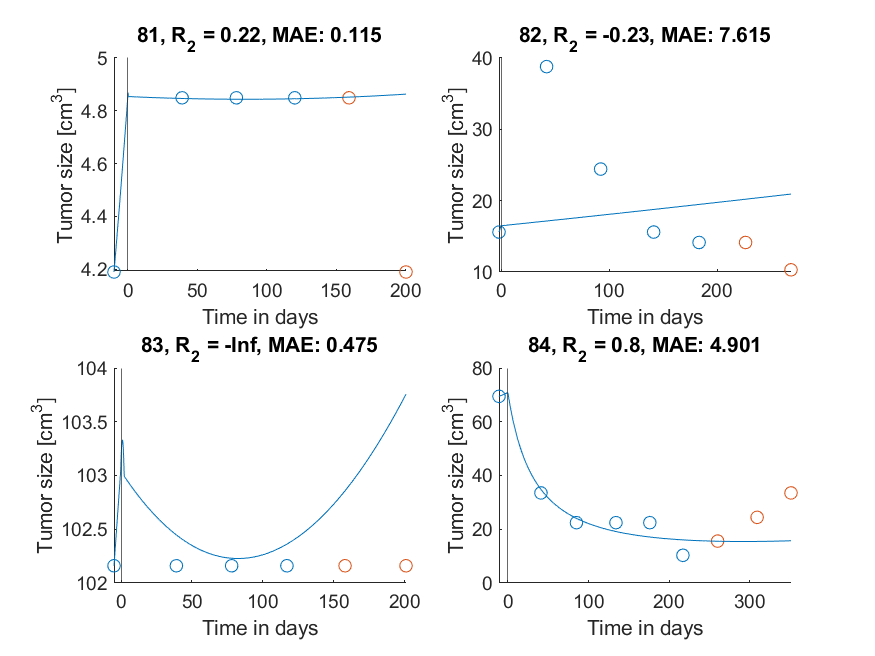 81, R2 = 0.22, MAE: 0.115
5
4.8
4.6
4.4
4.2
Tumor size [cm3]
0 50 100 150 200
Time in days
82, R2 = -0.23, MAE: 7.615
40
30
20
10
Tumor size [cm3]
0 100 200
Time in days
83, R2 = -Inf, MAE: 0.475
104
103.5
103
102.5
102
Tumor size [cm3]
0 50 100 150 200
Time in days
84, R2 = 0.8, MAE: 4.901
80
60
40
20
0
Tumor size [cm3]
0 100 200 300
Time in days